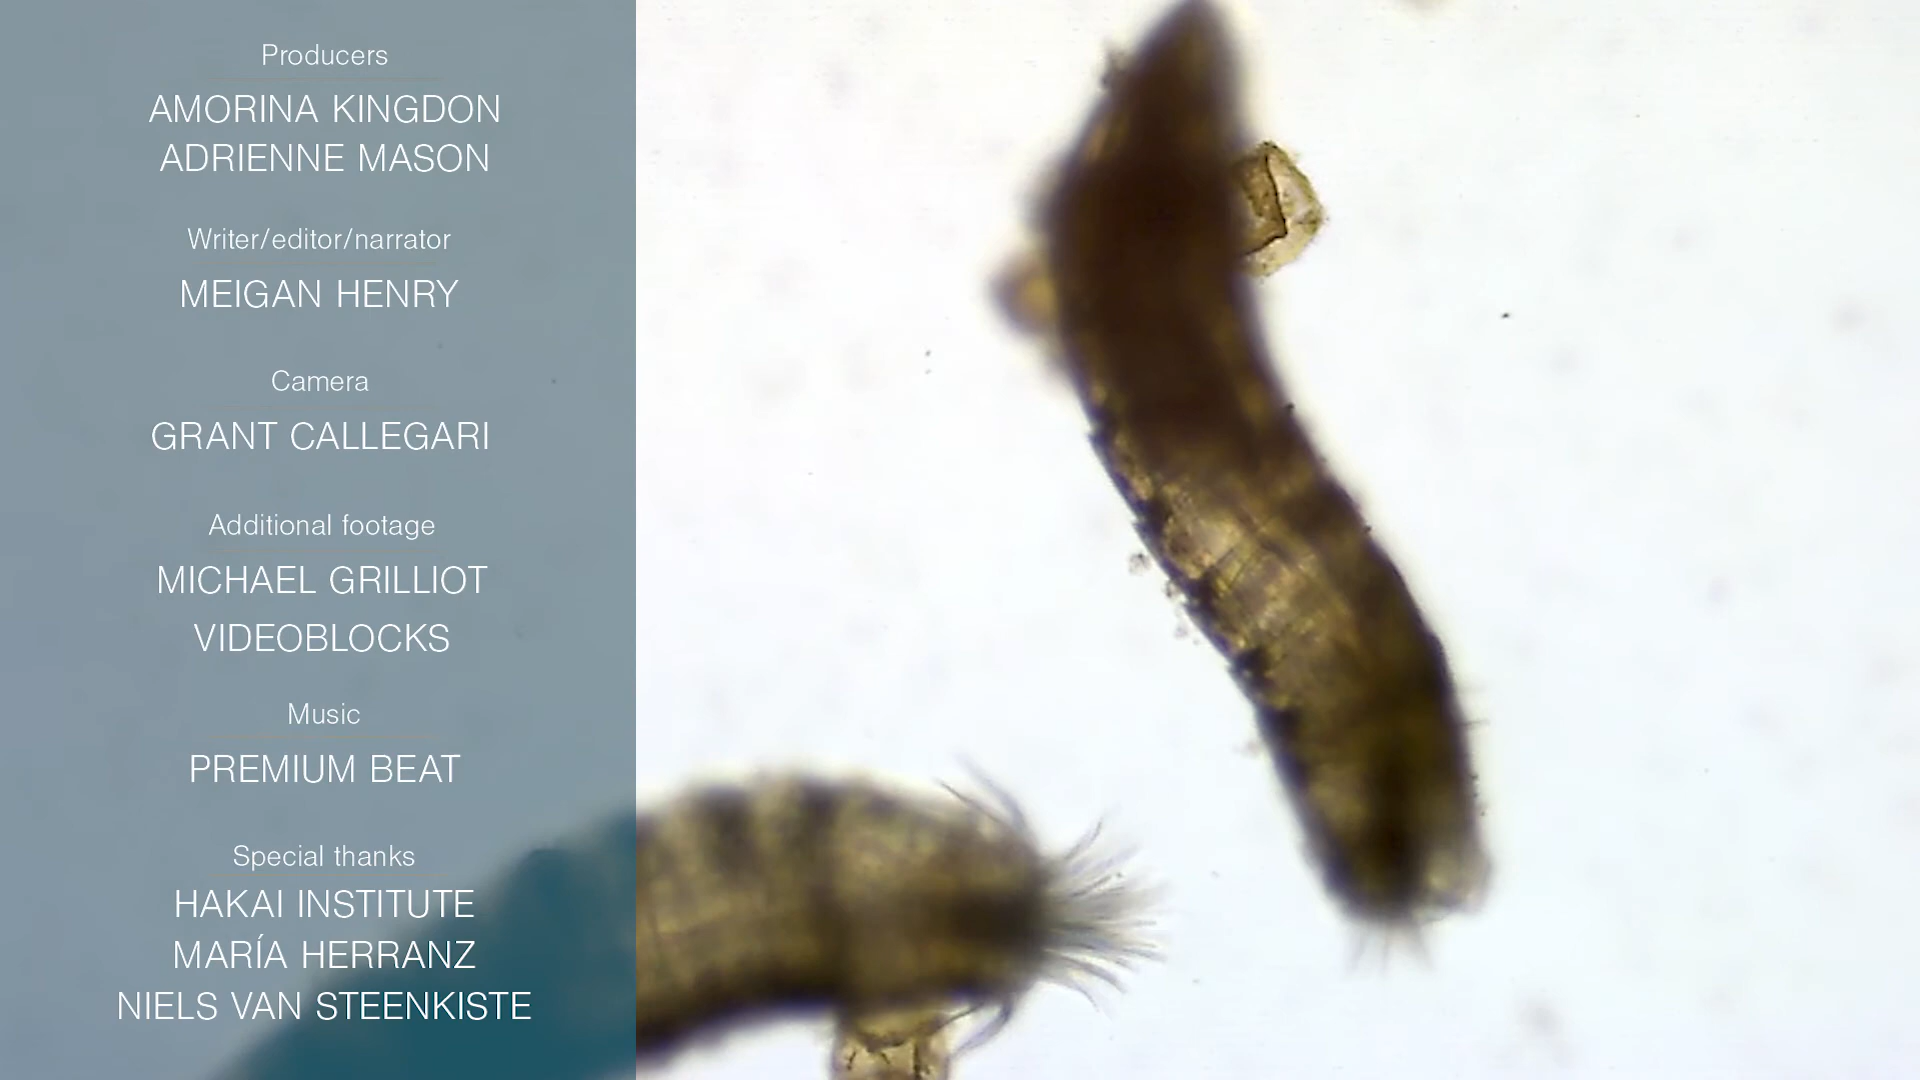 Producers
AMORINA KINGDON
ADRIENNE MASON
Writer/editor/narrator
MEIGAN HENRY
Camera
GRANT CALLEGARI
Additional footage
MICHAEL GRILLIOT
VIDEOBLOCKS
Music
PREMIUM BEAT
Special thanks
HAKAI INSTITUTE
MARÍA HERRANZ
NIELS VAN STEENKISTE